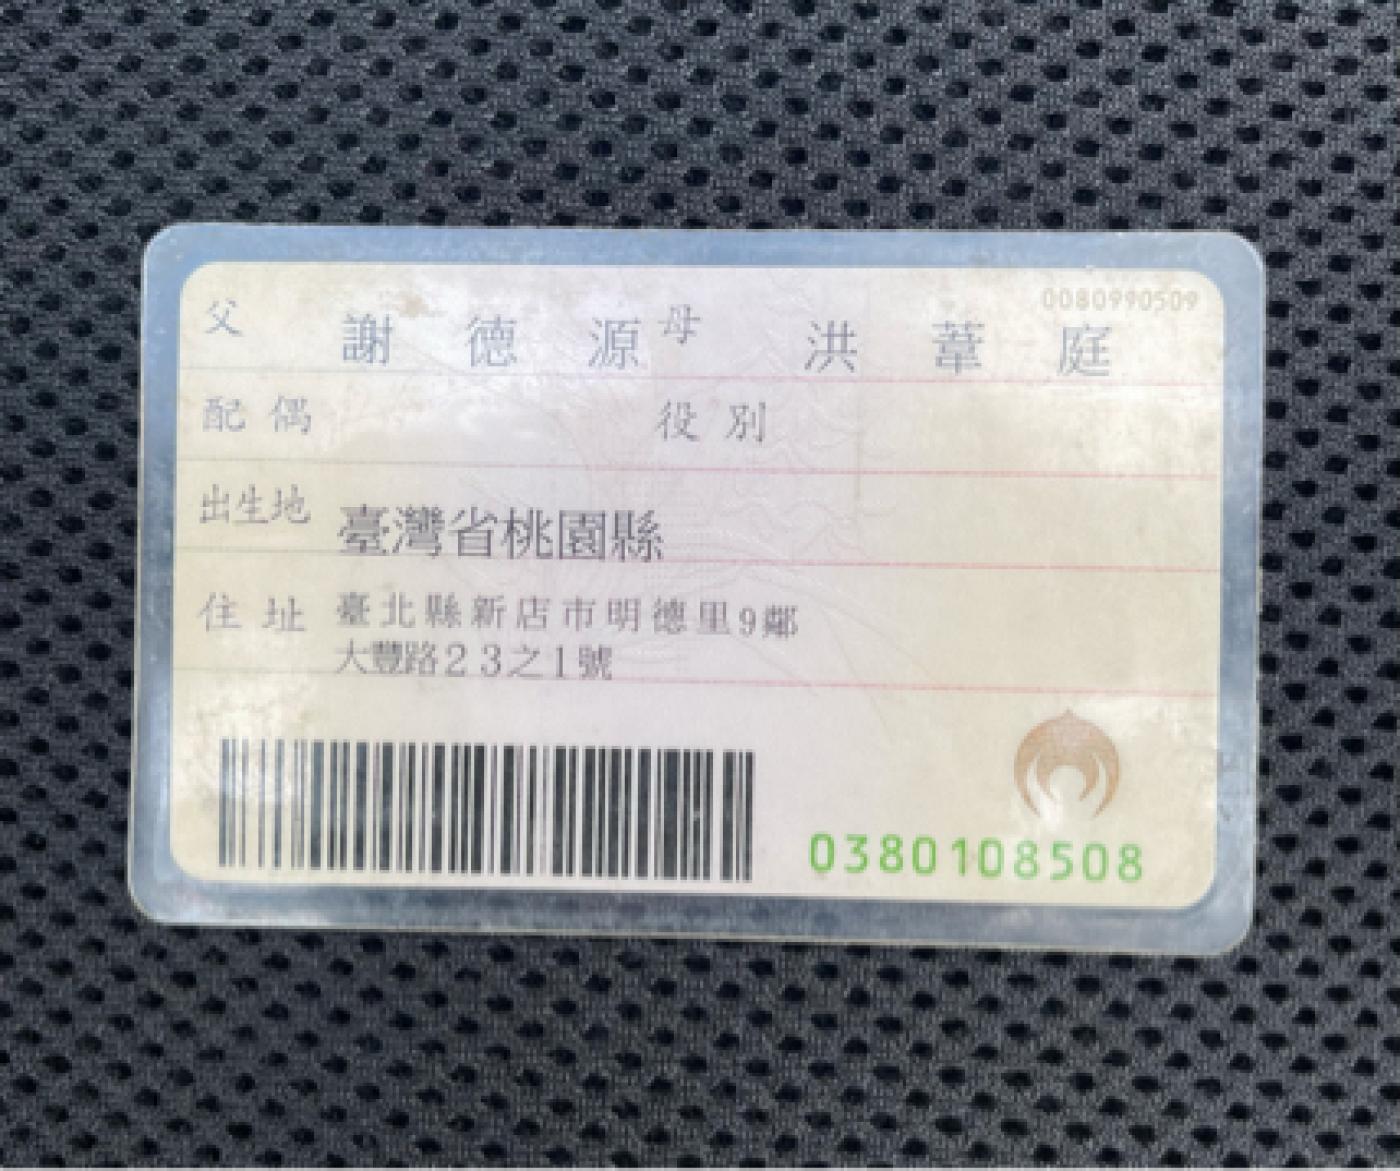 0080990509
父 謝德源 母 洪葦庭
配偶 役別
出生地 臺灣省桃園縣
住址 臺北縣新店市明德里9鄰
大豐路23之1號
0380108508